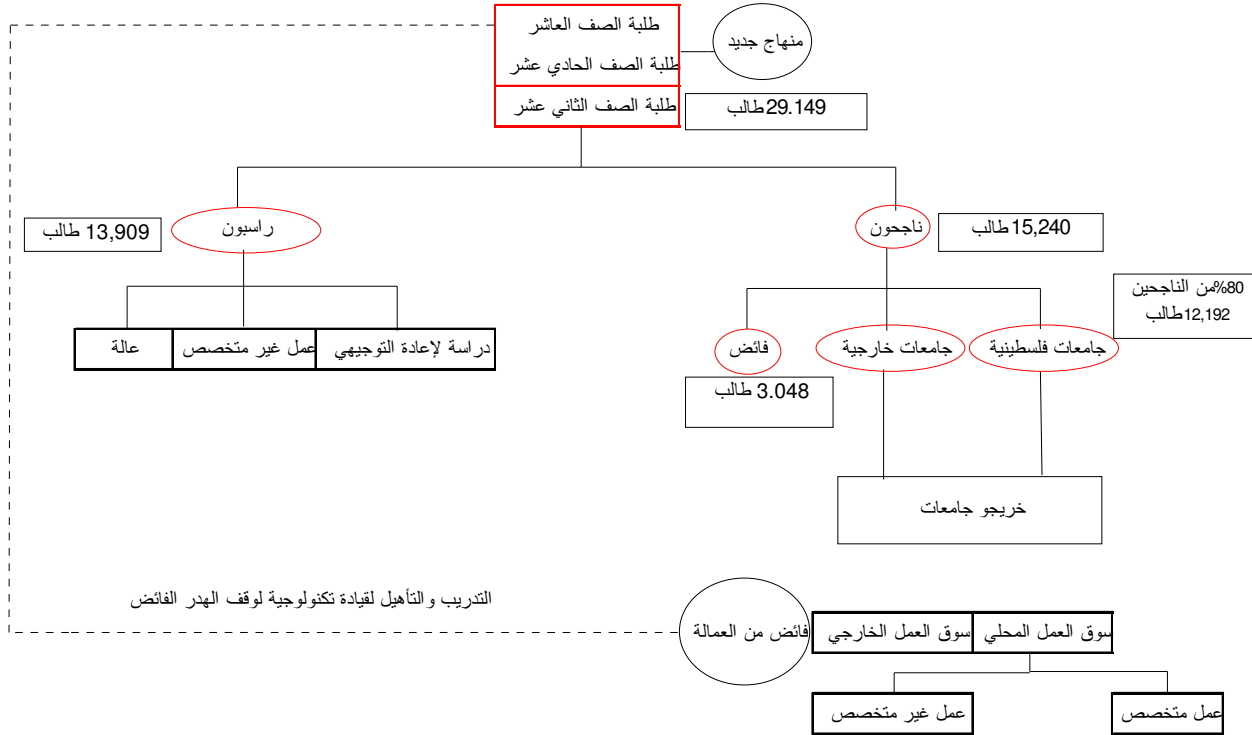 طلبة الصف العاشر
طلبة الصف الحادي عشر
منهاج جديد
طلبة الصف الثاني عشر
29.149طالب
راسبون
13,909 طالب
ناجحون
15,240طالب
80%من الناجحين
12,192طالب
جامعات فلسطينية
جامعات خارجية
فائض
3.048 طالب
دراسة لإعادة التوجيهي
عمل غير متخصص
عالة
خريجو جامعات
التدريب والتأهيل لقيادة تكنولوجية لوقف الهدر الفائض
سوق العمل المحلي
سوق العمل الخارجي
فائض من العمالة
عمل متخصص
عمل غير متخصص